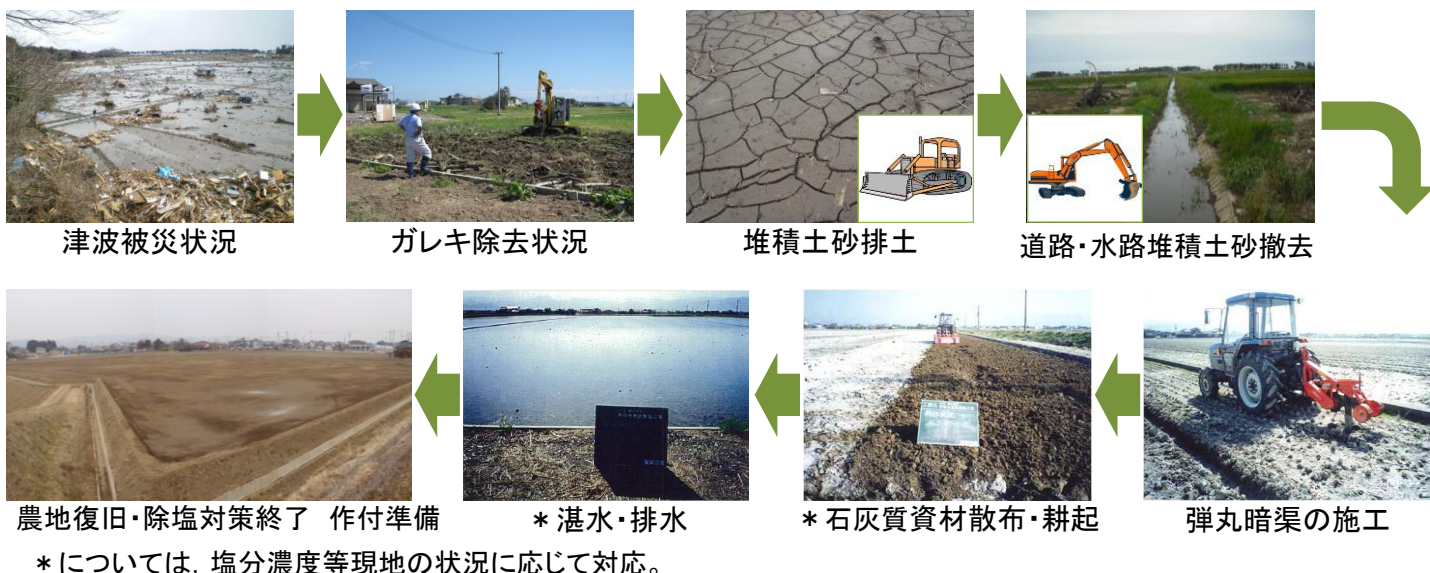 津波被災状況
ガレキ除去状況
堆積土砂排土
道路・水路堆積土砂撤去
弾丸暗渠の施工
＊石灰質資材散布・耕起
＊湛水・排水
農地復旧・除塩対策終了　作付準備
＊については，塩分濃度等現地の状況に応じて対応。